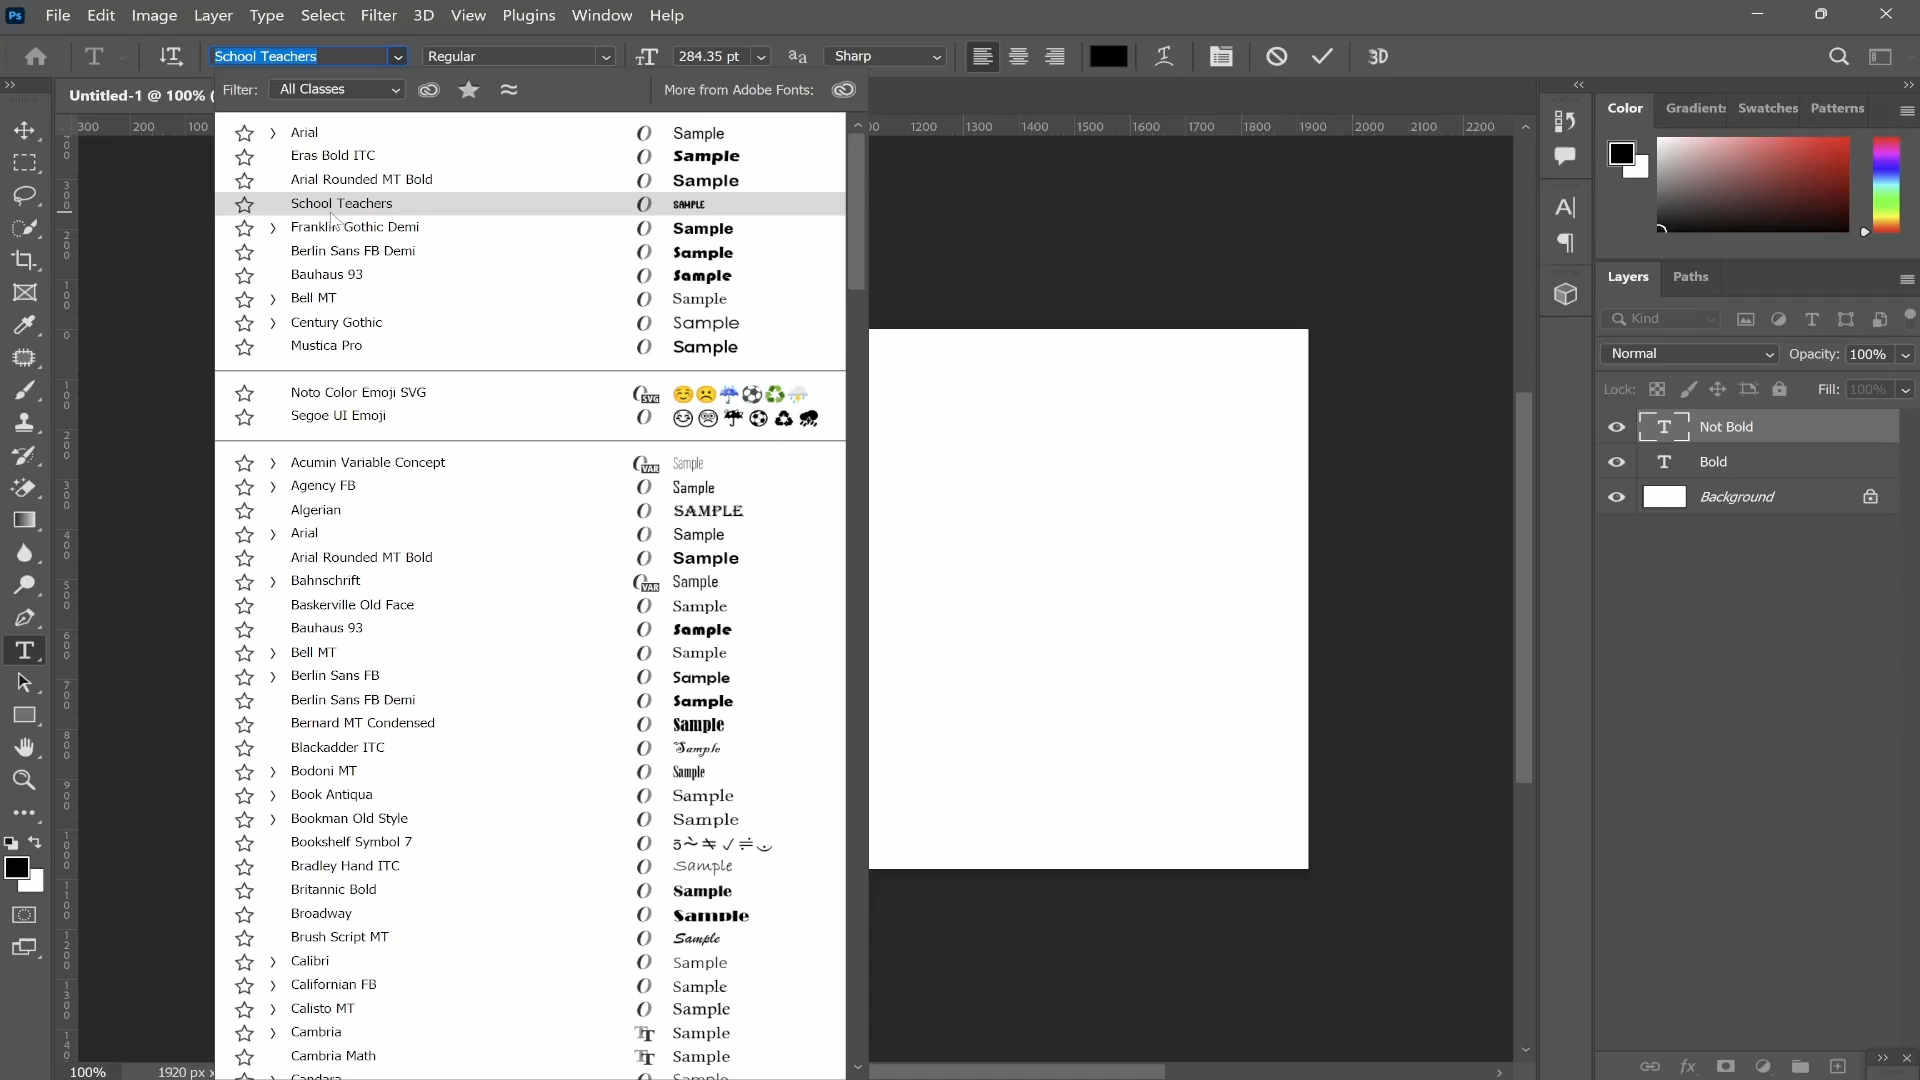 Ps File Edit Image Layer Type Select Filter 3D View Plugins Window Help
School Teachers Regular 284.35 pt aa Sharp 3D
Untitled-1 @ 100% (
Filter: All Classes More from Adobe Fonts:
Arial Sample
Eras Bold ITC Sample
Arial Rounded MT Bold Sample
School Teachers SAMPLE
Franklin Gothic Demi Sample
Berlin Sans FB Demi Sample
Bauhaus 93 Sample
Bell MT Sample
Century Gothic Sample
Mustica Pro Sample
Noto Color Emoji SVG
Segoe UI Emoji
Acumin Variable Concept Sample
Agency FB Sample
Algerian SAMPLE
Arial Sample
Arial Rounded MT Bold Sample
Bahnschrift Sample
Baskerville Old Face Sample
Bauhaus 93 Sample
Bell MT Sample
Berlin Sans FB Sample
Berlin Sans FB Demi Sample
Bernard MT Condensed Sample
Blackadder ITC Sample
Bodoni MT Sample
Book Antiqua Sample
Bookman Old Style Sample
Bookshelf Symbol 7
Bradley Hand ITC Sample
Britannic Bold Sample
Broadway Sample
Brush Script MT Sample
Calibri Sample
Californian FB Sample
Calisto MT Sample
Cambria Sample
Cambria Math Sample
Candara Sample
300 200 100
1200 1300 1400 1500 1600 1700 1800 1900 2000 2100 2200
Color Gradients Swatches Patterns
Layers Paths
Kind
Normal Opacity: 100%
Lock: Fill: 100%
Not Bold
Bold
Background
100% 1920 px x